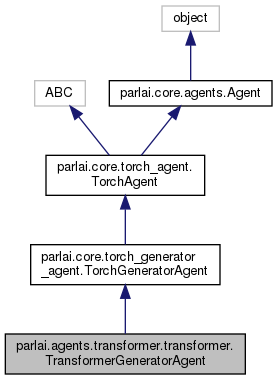 object
ABC
parlai.core.agents.Agent
parlai.core.torch_agent.
TorchAgent
parlai.core.torch_generator
_agent.TorchGeneratorAgent
parlai.agents.transformer.transformer.
TransformerGeneratorAgent